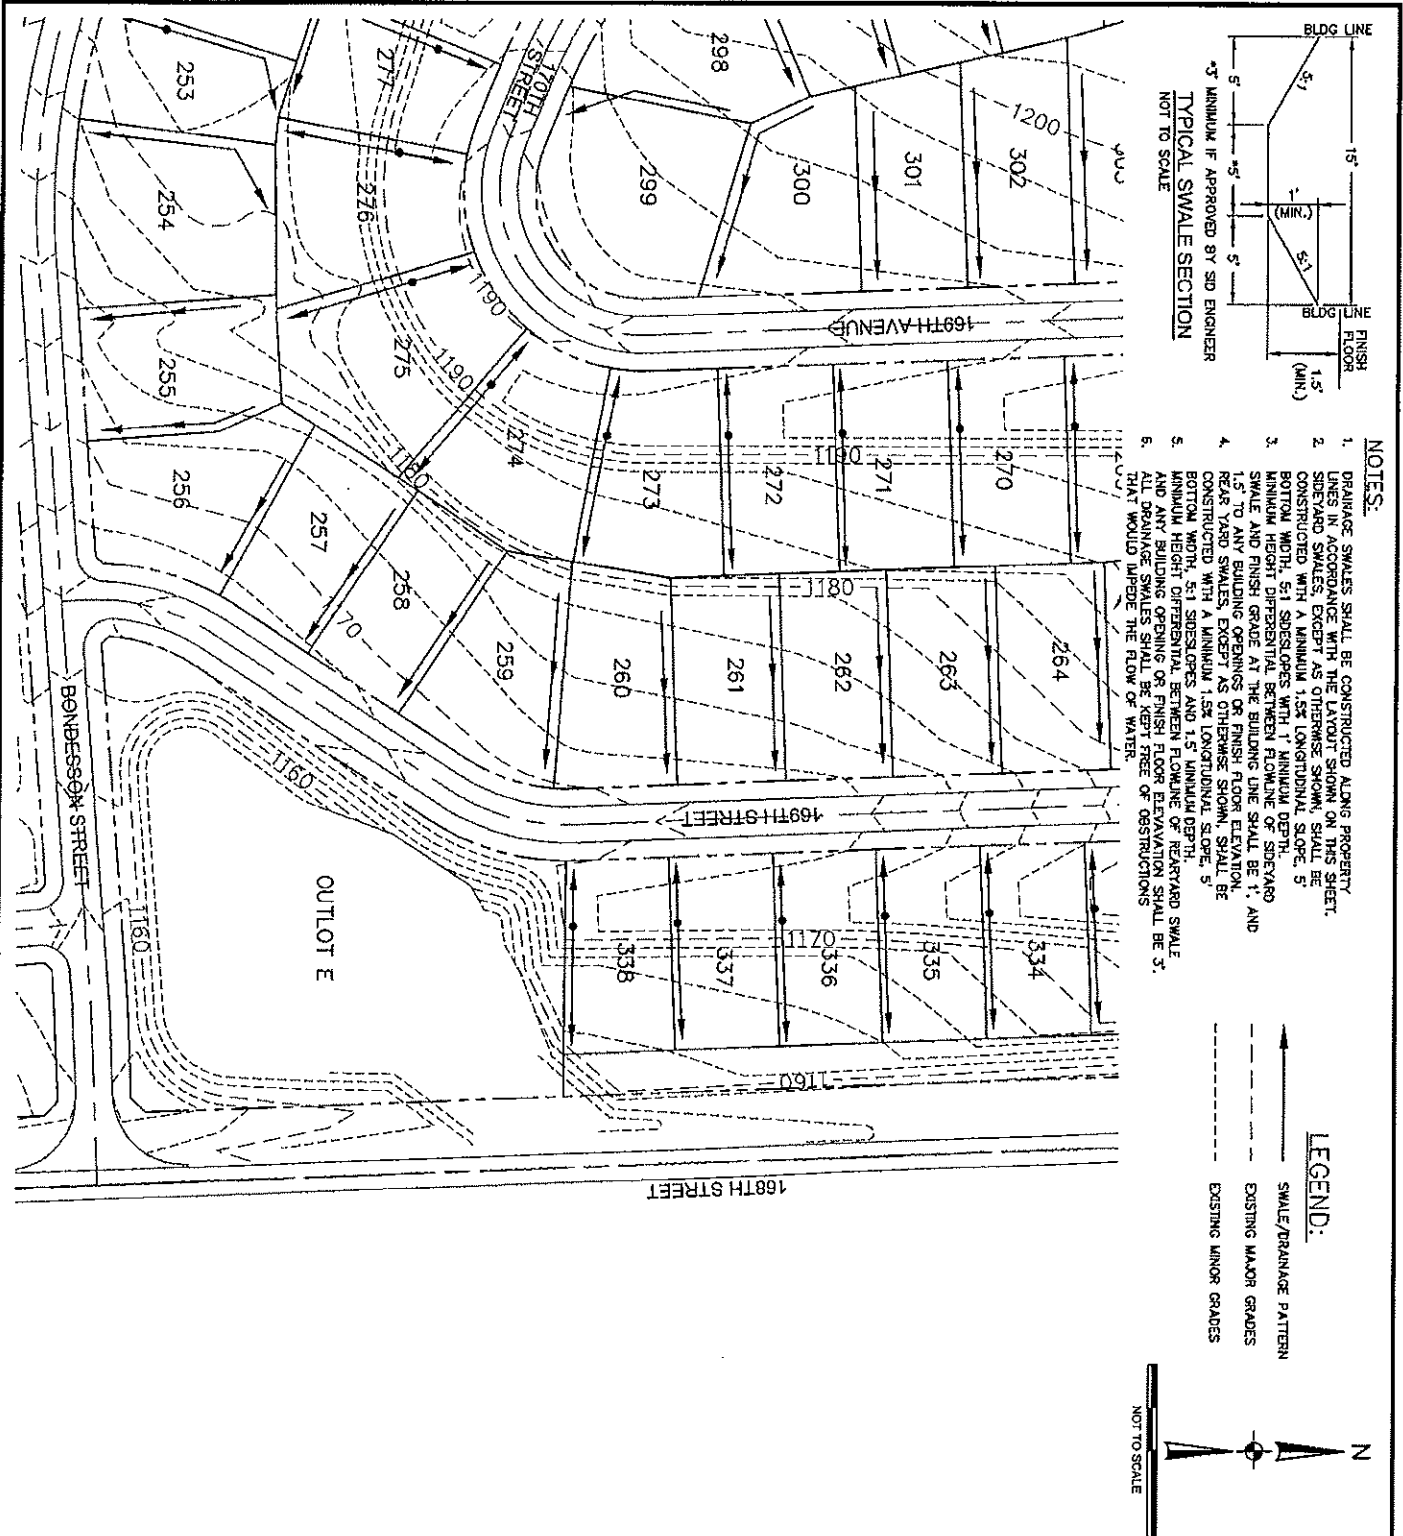 BLDG LINE
15'
BLDG LINE
FINISH
FLOOR
5:1
1'
(MIN.)
5:1
1.5'
(MIN.)
5'
*5'
5'
*3' MINIMUM IF APPROVED BY SID ENGINEER
TYPICAL SWALE SECTION
NOT TO SCALE
NOTES:
1. DRAINAGE SWALES SHALL BE CONSTRUCTED ALONG PROPERTY
LINES IN ACCORDANCE WITH THE LAYOUT SHOWN ON THIS SHEET.
2. SIDEYARD SWALES, EXCEPT AS OTHERWISE SHOWN, SHALL BE
CONSTRUCTED WITH A MINIMUM 1.5% LONGITUDINAL SLOPE, 5'
BOTTOM WIDTH, 5:1 SIDESLOPES WITH 1' MINIMUM DEPTH.
3. MINIMUM HEIGHT DIFFERENTIAL BETWEEN FLOWLINE OF SIDEYARD
SWALE AND FINISH GRADE AT THE BUILDING LINE SHALL BE 1', AND
1.5' TO ANY BUILDING OPENINGS OR FINISH FLOOR ELEVATION.
4. REAR YARD SWALES, EXCEPT AS OTHERWISE SHOWN, SHALL BE
CONSTRUCTED WITH A MINIMUM 1.5% LONGITUDINAL SLOPE, 5'
BOTTOM WIDTH, 5:1 SIDESLOPES AND 1.5' MINIMUM DEPTH.
5. MINIMUM HEIGHT DIFFERENTIAL BETWEEN FLOWLINE OF REARYARD SWALE
AND ANY BUILDING OPENING OR FINISH FLOOR ELEVAVATION SHALL BE 3'.
6. ALL DRAINAGE SWALES SHALL BE KEPT FREE OF OBSTRUCTIONS
THAT WOULD IMPEDE THE FLOW OF WATER.
LEGEND:
SWALE/DRAINAGE PATTERN
EXISTING MAJOR GRADES
EXISTING MINOR GRADES
N
NOT TO SCALE
303
1200
302
301
300
298
299
170TH
STREET
277
253
276
254
1190
169TH AVENUE
1190
275
255
270
1190
271
272
273
274
1180
256
257
258
70
1180
264
263
262
261
260
259
169TH STREET
BONDESSON STREET
1160
1160
OUTLOT E
334
335
1170
336
337
338
1160
168TH STREET